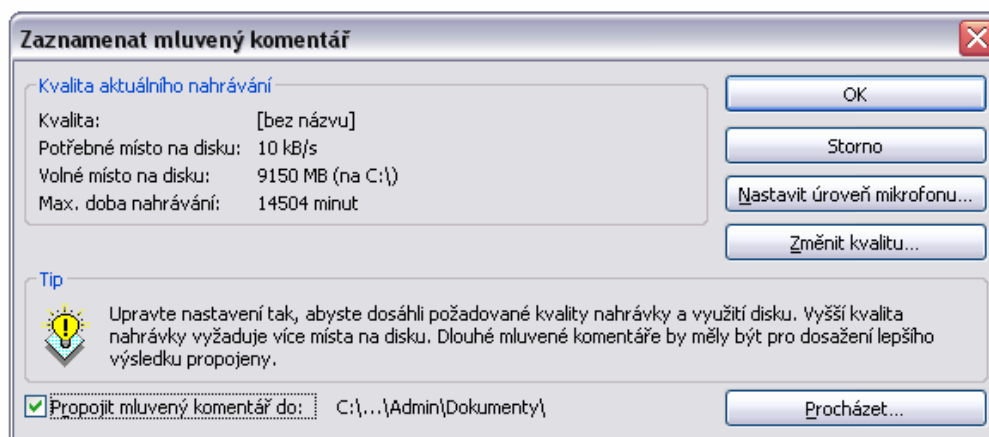 Zaznamenat mluvený komentář
Kvalita aktuálního nahrávání
Kvalita: [bez názvu]
Potřebné místo na disku: 10 kB/s
Volné místo na disku: 9150 MB (na C:\)
Max. doba nahrávání: 14504 minut
OK
Storno
Nastavit úroveň mikrofonu...
Změnit kvalitu...
Tip
Upravte nastavení tak, abyste dosáhli požadované kvality nahrávky a využití disku. Vyšší kvalita
nahrávky vyžaduje více místa na disku. Dlouhé mluvené komentáře by měly být pro dosažení lepšího
výsledku propojeny.
Propojit mluvený komentář do: C:\...\Admin\Dokumenty\
Procházet...